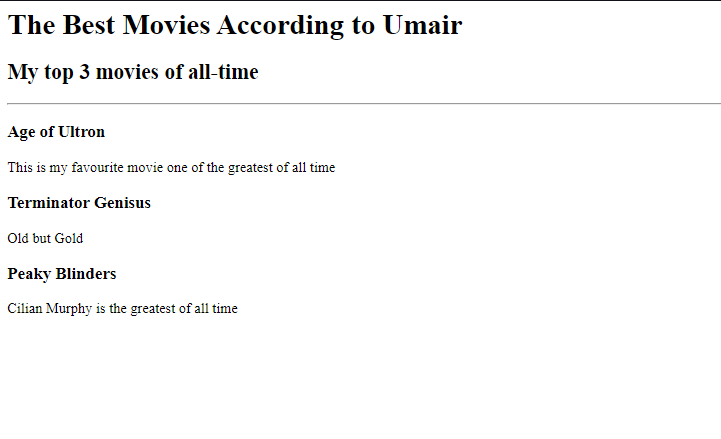 The Best Movies According to Umair
My top 3 movies of all-time
Age of Ultron
This is my favourite movie one of the greatest of all time
Terminator Genisus
Old but Gold
Peaky Blinders
Cilian Murphy is the greatest of all time